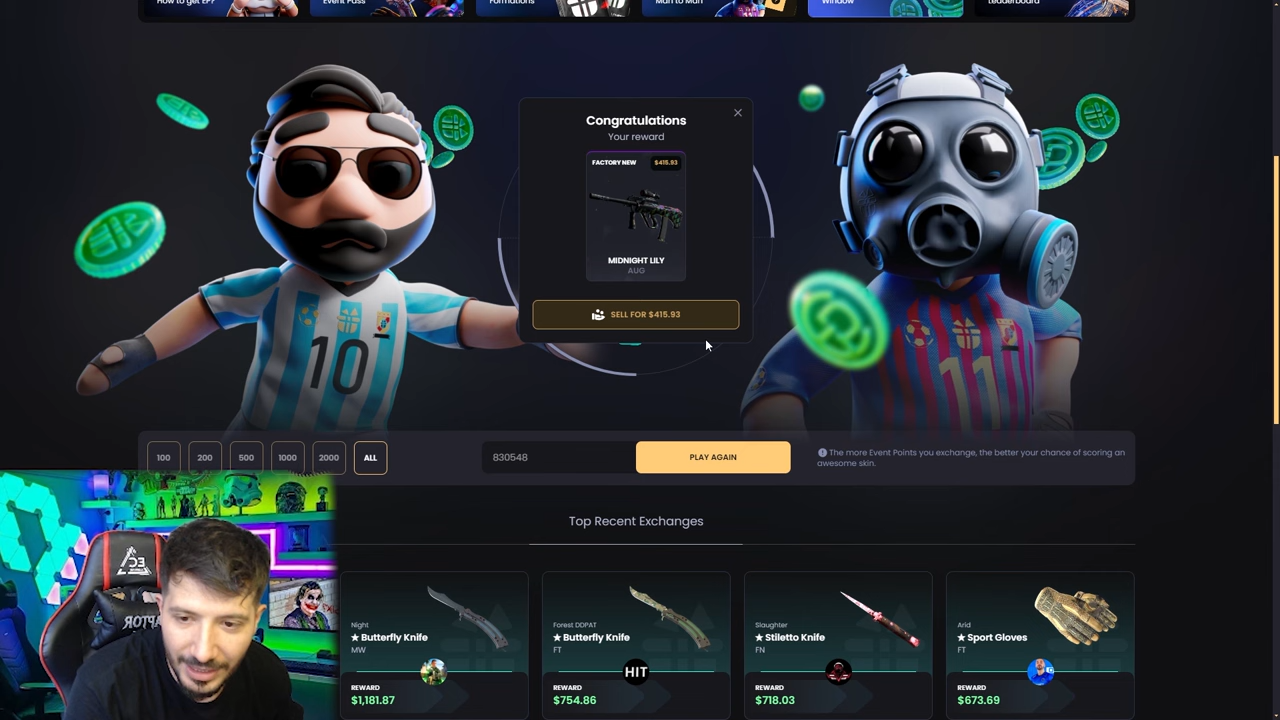 How to get EP?
Event Pass
Formations
Man to Man
Window
Leaderboard
Congratulations
Your reward
FACTORY NEW
$415.93
MIDNIGHT LILY
AUG
SELL FOR $415.93
10
11
100
200
500
1000
2000
ALL
830548
PLAY AGAIN
The more Event Points you exchange, the better your chance of scoring an
awesome skin.
Top Recent Exchanges
Night
★ Butterfly Knife
MW
REWARD
$1,181.87
Forest DDPAT
★ Butterfly Knife
FT
HIT
REWARD
$754.86
Slaughter
★ Stiletto Knife
FN
REWARD
$718.03
Arid
★ Sport Gloves
FT
REWARD
$673.69